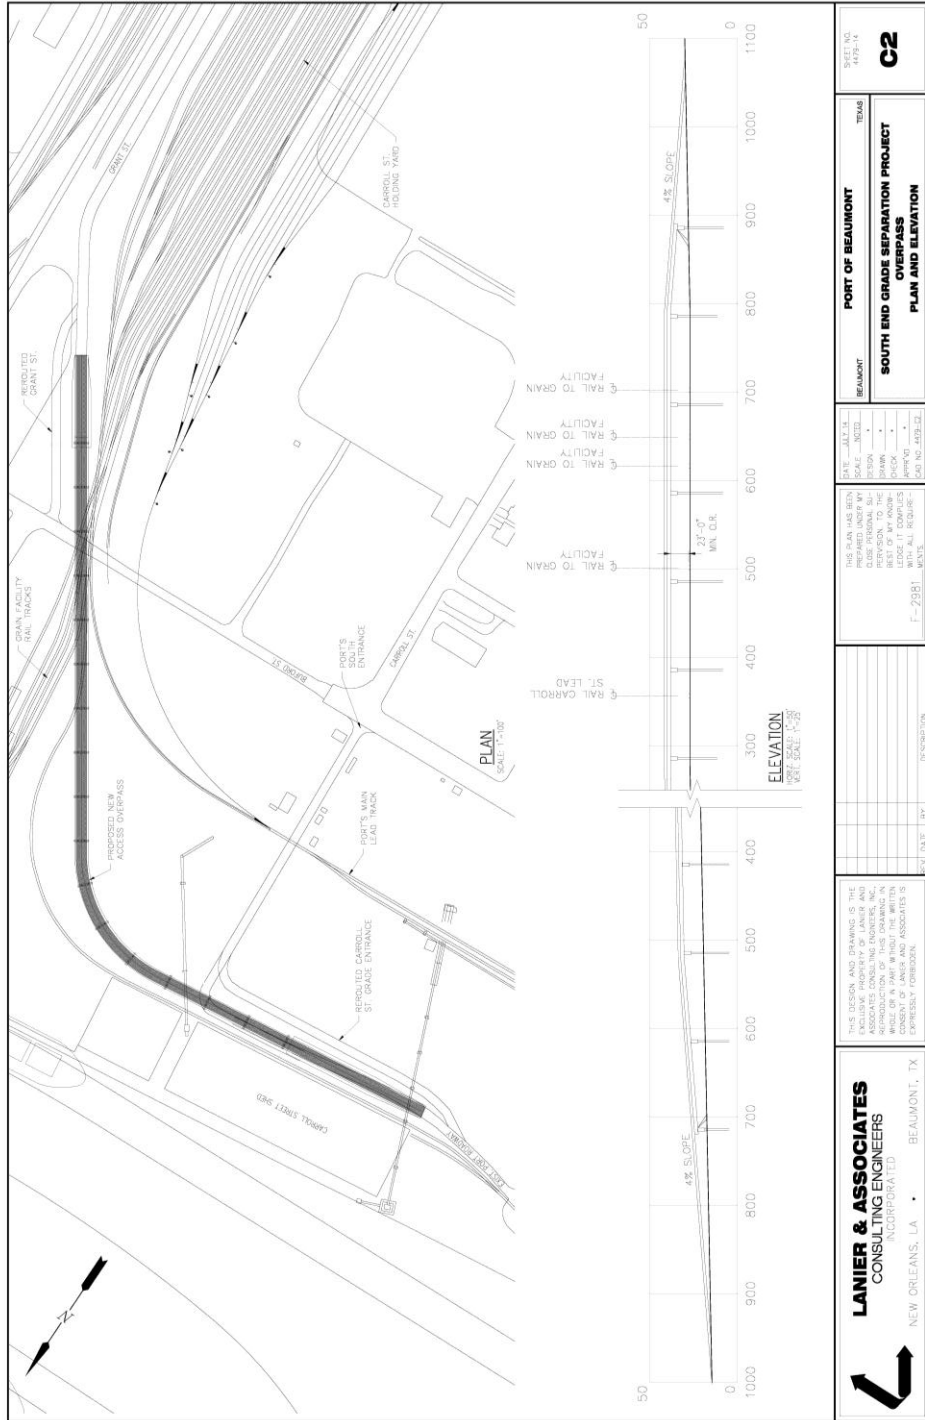 GRANT ST.
CARROLL ST.
HOLDING YARD
REROUTED
GRANT ST.
GRAIN FACILITY
RAIL TRACKS
BUFORD ST.
PORT'S
SOUTH
ENTRANCE
CARROLL ST.
PROPOSED NEW
ACCESS OVERPASS
PORT'S MAIN
LEAD TRACK
REROUTED CARROLL
ST GRADE ENTRANCE
CARROLL STREET SHED
EXIST PORT ROADWAY
N
PLAN
SCALE: 1"=100'
50
0
1000
900
800
700
600
500
400
300
400
500
600
700
800
900
1000
1100
50
0
4% SLOPE
4% SLOPE
RAIL CARROLL
ST. LEAD
RAIL TO GRAIN
FACILITY
RAIL TO GRAIN
FACILITY
RAIL TO GRAIN
FACILITY
RAIL TO GRAIN
FACILITY
23'-0"
MIN. CLR.
ELEVATION
HORIZ. SCALE: 1"=50'
VERT. SCALE: 1"=25'
LANIER & ASSOCIATES
CONSULTING ENGINEERS
INCORPORATED
NEW ORLEANS, LA • BEAUMONT, TX
THIS DESIGN AND DRAWING IS THE
EXCLUSIVE PROPERTY OF LANIER AND
ASSOCIATES CONSULTING ENGINEERS, INC.,
REPRODUCTION OF THIS DRAWING IN
WHOLE OR IN PART WITHOUT THE WRITTEN
CONSENT OF LANIER AND ASSOCIATES IS
EXPRESSLY FORBIDDEN.
REV. DATE BY DESCRIPTION
THIS PLAN HAS BEEN
PREPARED UNDER MY
CLOSE PERSONAL SU-
PERVISION, TO THE
BEST OF MY KNOW-
LEDGE IT COMPLIES
WITH ALL REQUIRE-
MENTS.
F-2981
DATE JULY 14
SCALE NOTED
DESIGN *
DRAWN *
CHECK *
APPR'VD *
CAD NO. 4479-C2
PORT OF BEAUMONT
BEAUMONT TEXAS
SOUTH END GRADE SEPARATION PROJECT
OVERPASS
PLAN AND ELEVATION
SHEET NO.
4479-14
C2